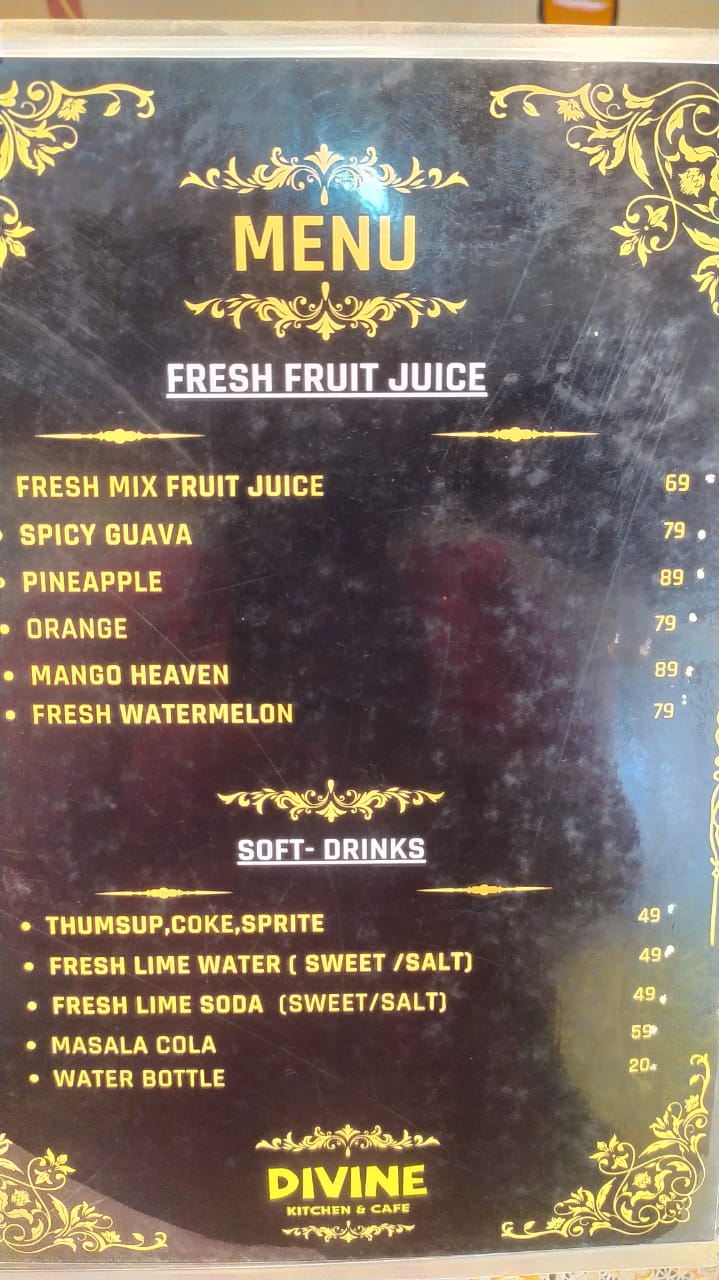 MENU
FRESH FRUIT JUICE
FRESH MIX FRUIT JUICE 69
• SPICY GUAVA 79
• PINEAPPLE 89
• ORANGE 79
• MANGO HEAVEN 89
• FRESH WATERMELON 79
SOFT- DRINKS
• THUMSUP,COKE,SPRITE 49
• FRESH LIME WATER ( SWEET /SALT) 49
• FRESH LIME SODA (SWEET/SALT) 49
• MASALA COLA 59
• WATER BOTTLE 20
DIVINE
KITCHEN & CAFE